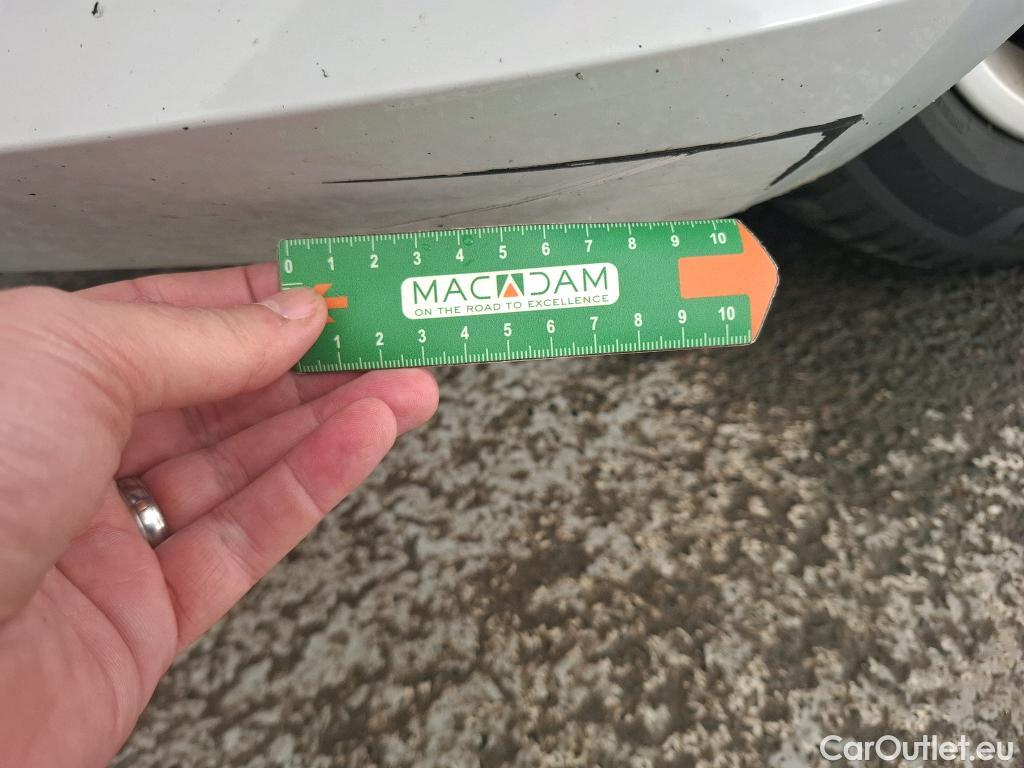 0 1 2 3 4 5 6 7 8 9 10
MACADAM
ON THE ROAD TO EXCELLENCE
1 2 3 4 5 6 7 8 9 10
CarOutlet.eu